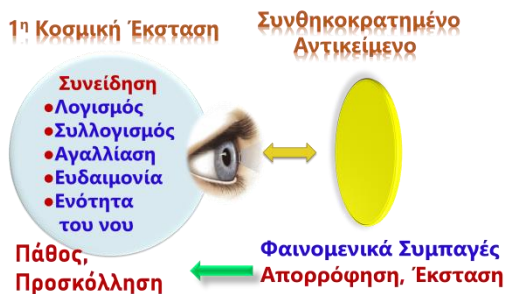 1η Κοσμική Έκσταση
Συνθηκοκρατημένο
Αντικείμενο
Συνείδηση
●Λογισμός
●Συλλογισμός
●Αγαλλίαση
●Ευδαιμονία
●Ενότητα
του νου
Πάθος,
Προσκόλληση
Φαινομενικά Συμπαγές
Απορρόφηση, Έκσταση